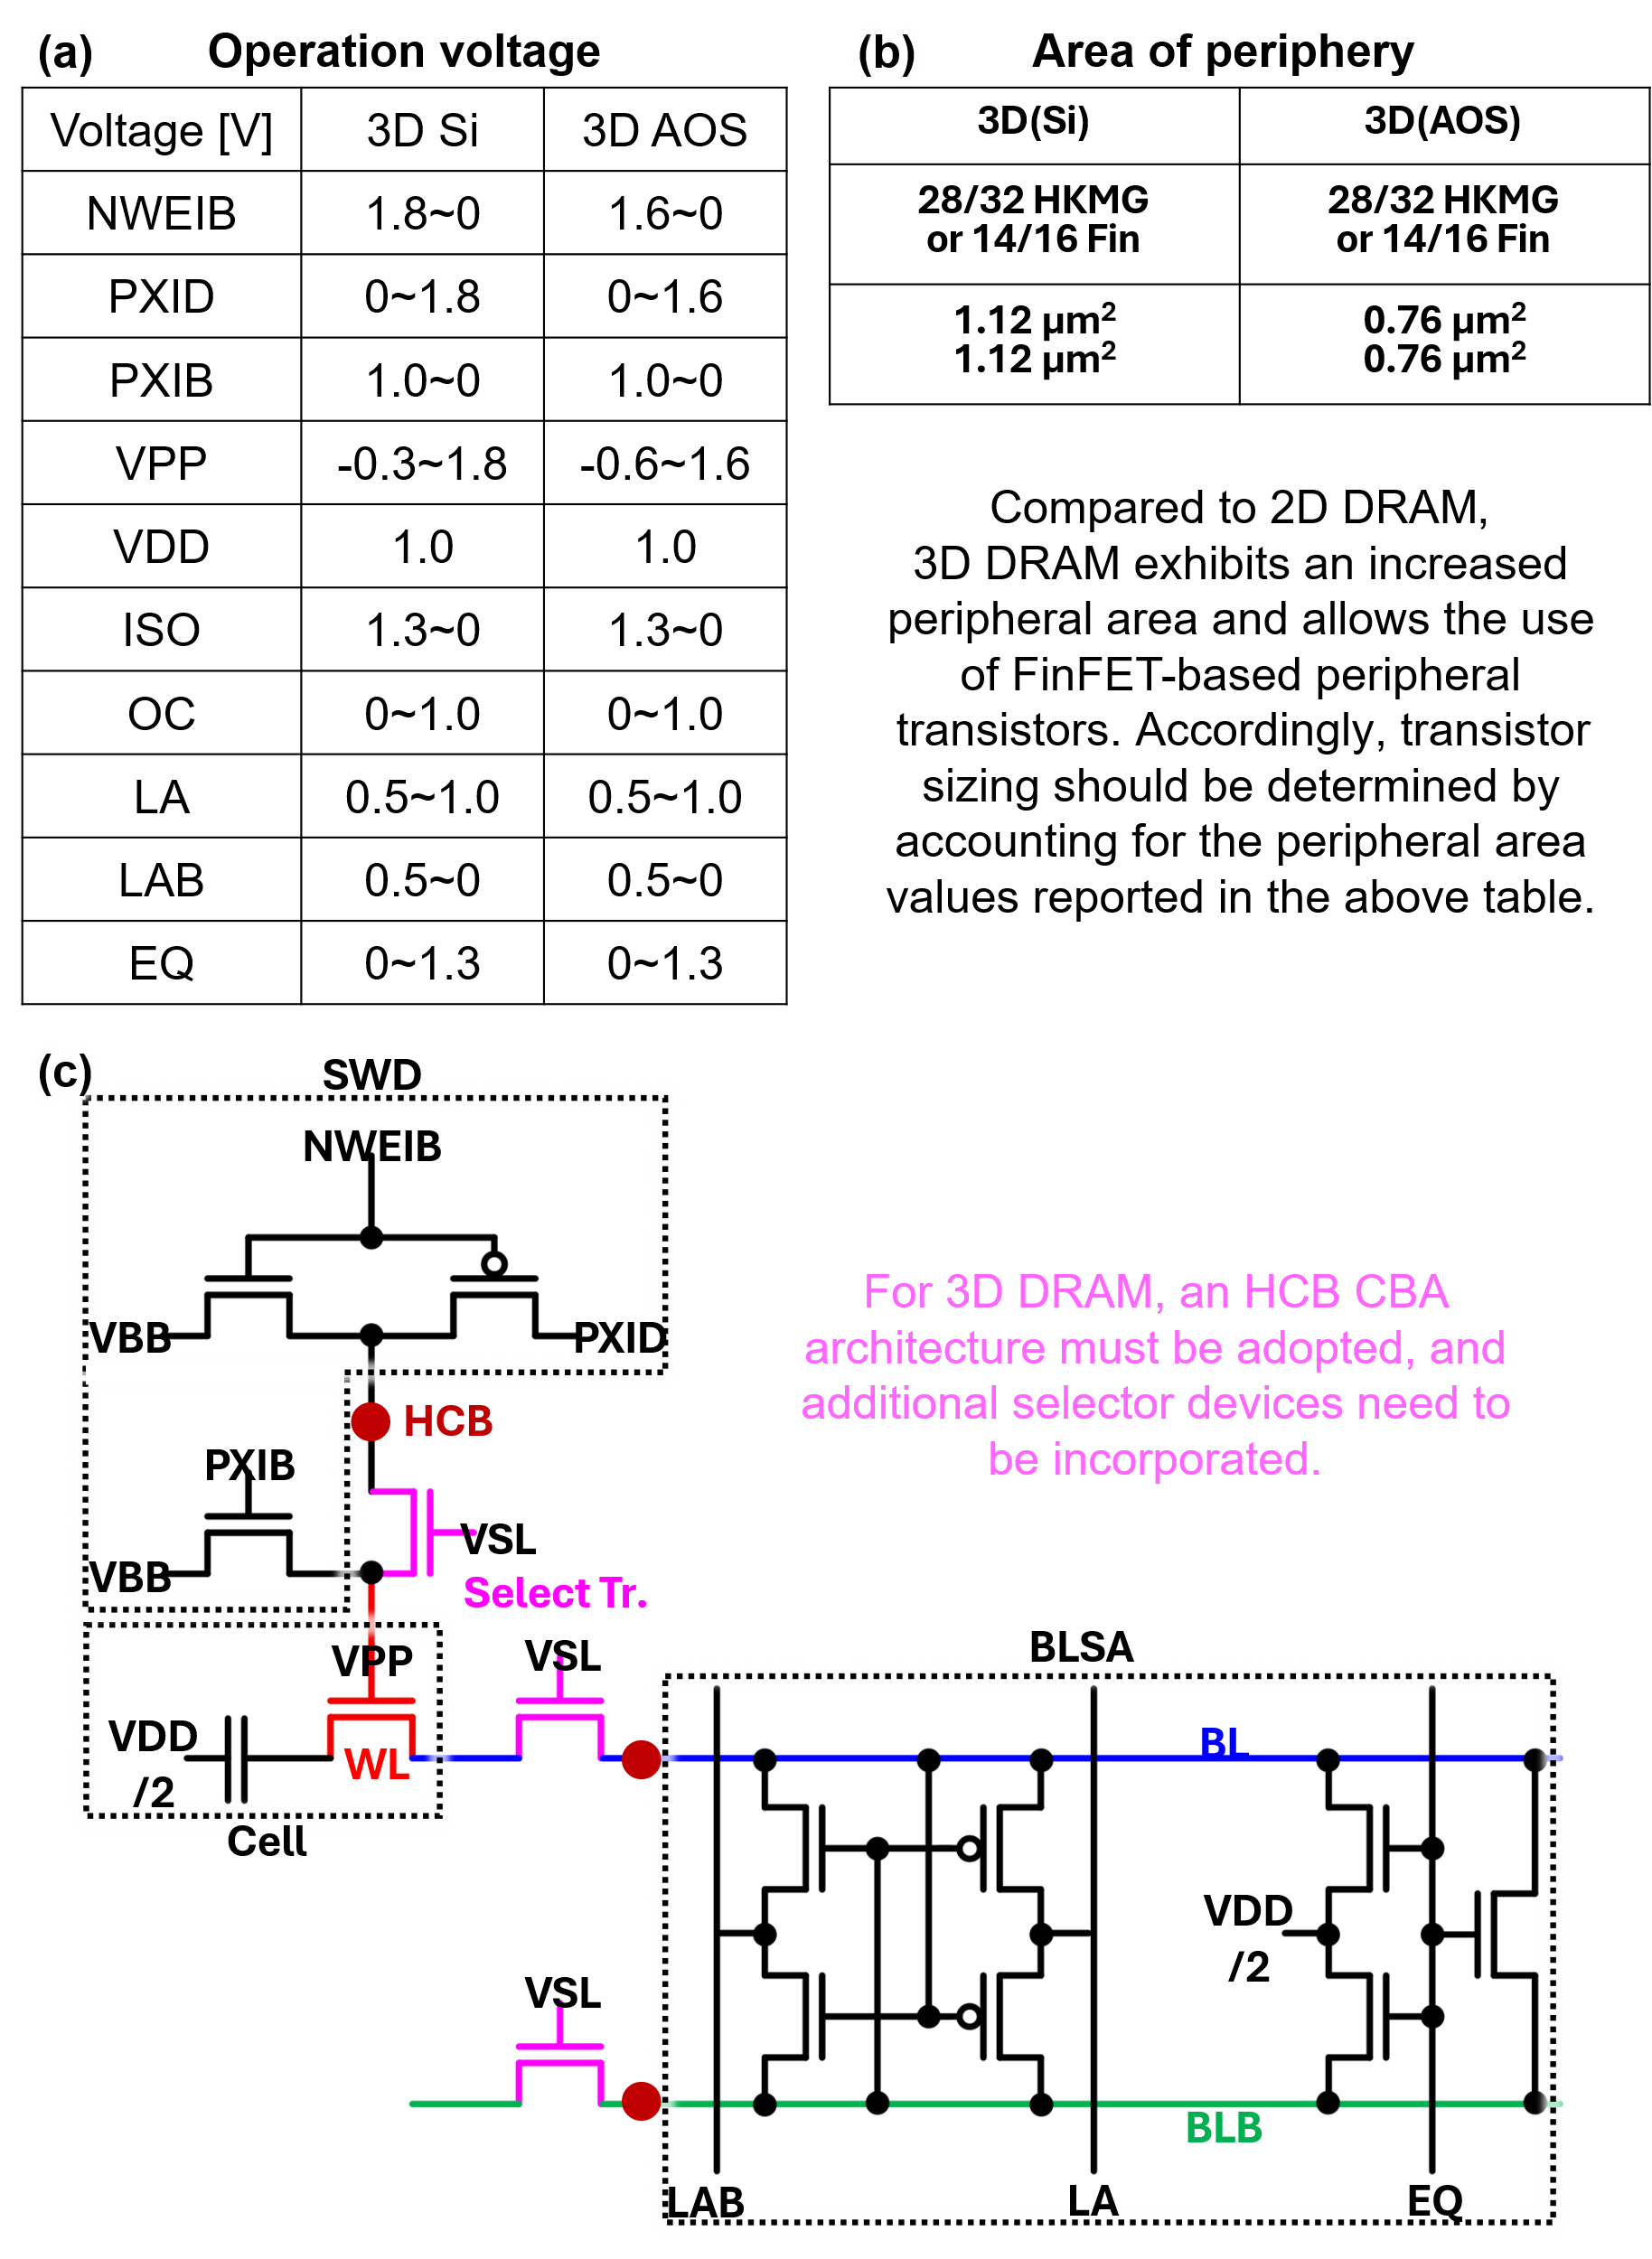 (a) Operation voltage
Voltage [V] 3D Si 3D AOS
NWEIB 1.8~0 1.6~0
PXID 0~1.8 0~1.6
PXIB 1.0~0 1.0~0
VPP -0.3~1.8 -0.6~1.6
VDD 1.0 1.0
ISO 1.3~0 1.3~0
OC 0~1.0 0~1.0
LA 0.5~1.0 0.5~1.0
LAB 0.5~0 0.5~0
EQ 0~1.3 0~1.3
(b) Area of periphery
3D(Si) 3D(AOS)
28/32 HKMG 28/32 HKMG
or 14/16 Fin or 14/16 Fin
1.12 μm² 0.76 μm²
1.12 μm² 0.76 μm²
Compared to 2D DRAM,
3D DRAM exhibits an increased
peripheral area and allows the use
of FinFET-based peripheral
transistors. Accordingly, transistor
sizing should be determined by
accounting for the peripheral area
values reported in the above table.
(c)
SWD
NWEIB
VBB
PXID
HCB
PXIB
VBB
VSL
Select Tr.
For 3D DRAM, an HCB CBA
architecture must be adopted, and
additional selector devices need to
be incorporated.
VPP
VDD
/2
WL
Cell
VSL
BLSA
BL
VDD
/2
VSL
BLB
LAB
LA
EQ